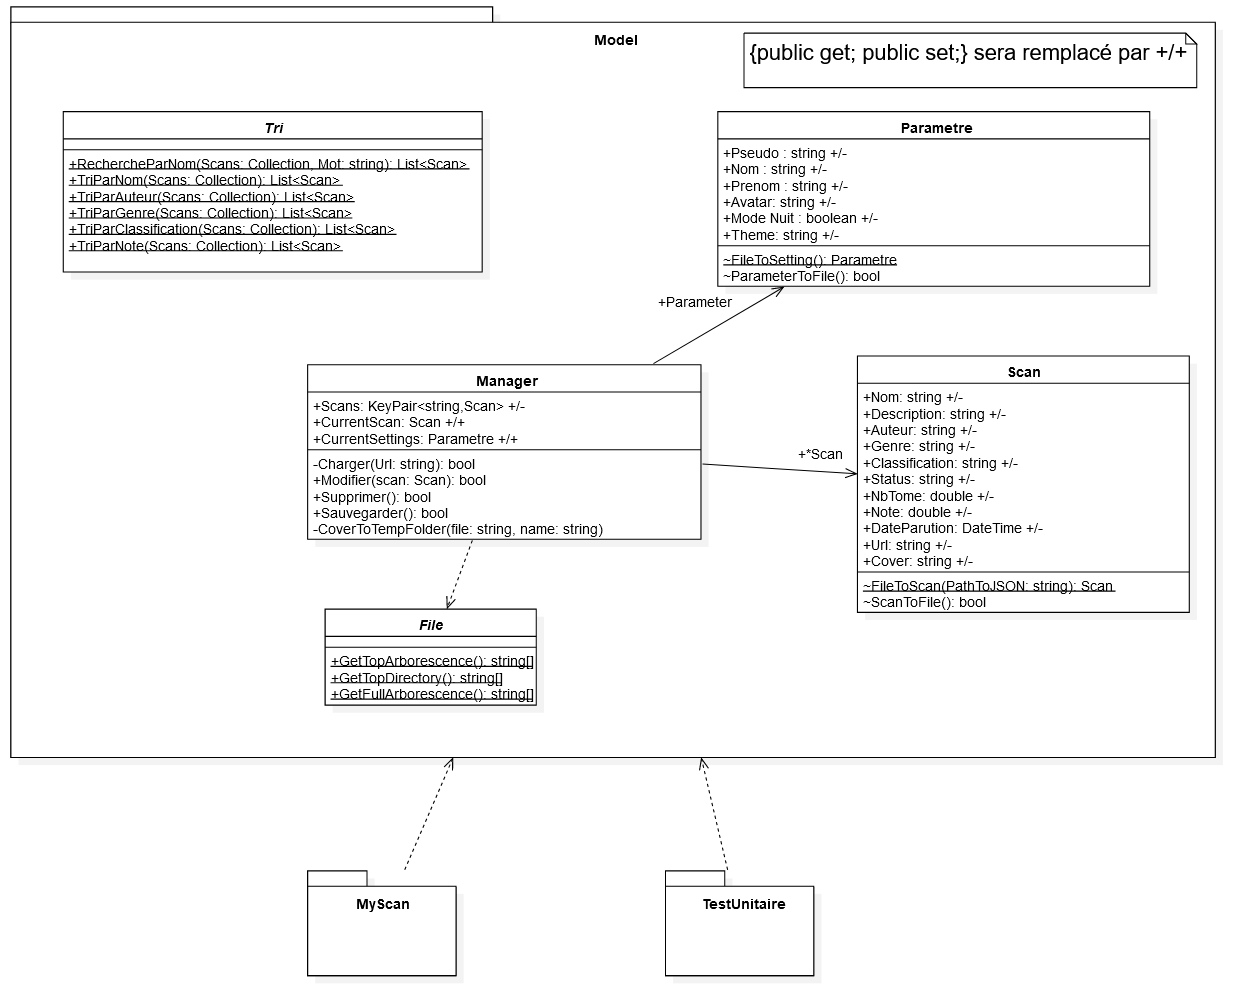 Model
{public get; public set;} sera remplacé par +/+
Tri
+RechercheParNom(Scans: Collection, Mot: string): List<Scan>
+TriParNom(Scans: Collection): List<Scan>
+TriParAuteur(Scans: Collection): List<Scan>
+TriParGenre(Scans: Collection): List<Scan>
+TriParClassification(Scans: Collection): List<Scan>
+TriParNote(Scans: Collection): List<Scan>
Parametre
+Pseudo : string +/-
+Nom : string +/-
+Prenom : string +/-
+Avatar: string +/-
+Mode Nuit : boolean +/-
+Theme: string +/-
~FileToSetting(): Parametre
~ParameterToFile(): bool
+Parameter
Manager
+Scans: KeyPair<string,Scan> +/-
+CurrentScan: Scan +/+
+CurrentSettings: Parametre +/+
-Charger(Url: string): bool
+Modifier(scan: Scan): bool
+Supprimer(): bool
+Sauvegarder(): bool
-CoverToTempFolder(file: string, name: string)
+*Scan
Scan
+Nom: string +/-
+Description: string +/-
+Auteur: string +/-
+Genre: string +/-
+Classification: string +/-
+Status: string +/-
+NbTome: double +/-
+Note: double +/-
+DateParution: DateTime +/-
+Url: string +/-
+Cover: string +/-
~FileToScan(PathToJSON: string): Scan
~ScanToFile(): bool
File
+GetTopArborescence(): string[]
+GetTopDirectory(): string[]
+GetFullArborescence(): string[]
MyScan
TestUnitaire